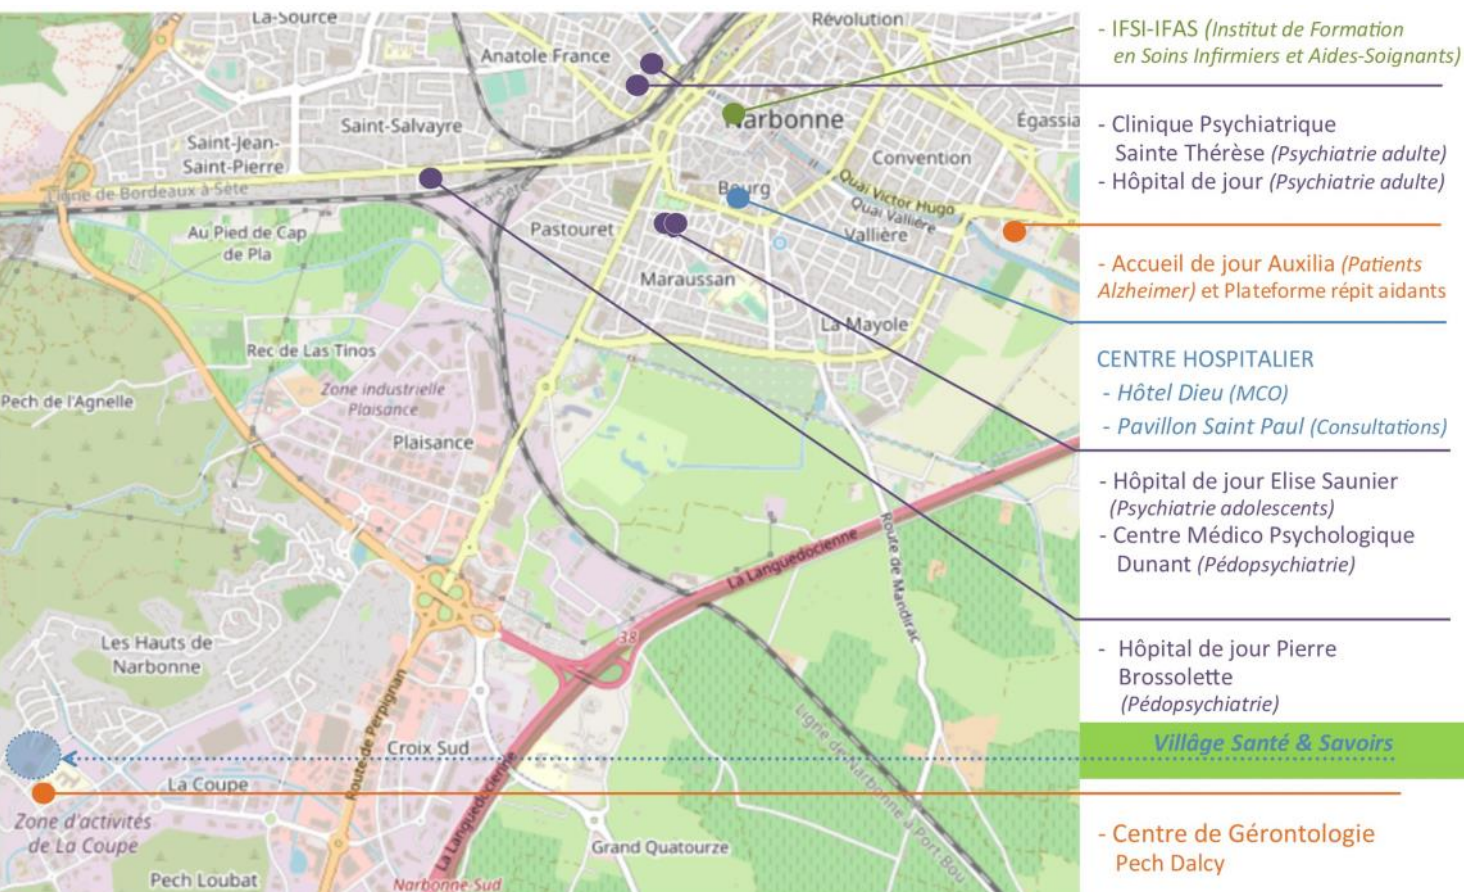 La-Source
Révolution
Anatole France
Narbonne
Égassia
Saint-Salvayre
Saint-Jean-
Saint-Pierre
Convention
Ligne de Bordeaux à Sète
à Sète
Bourg
Quai Victor Hugo
Quai Vallière
Vallière
Au Pied de Cap
de Pla
Pastouret
Maraussan
La Mayole
Rec de Las Tinos
Zone industrielle
Plaisance
Pech de l'Agnelle
Plaisance
Route de Mandirac
La Languedocienne
38
Les Hauts de
Narbonne
Route de Perpignan
Ligne de Narbonne à Port-Bou
Croix Sud
La Coupe
La Languedocienne
Zone d'activités
de La Coupe
Grand Quatourze
Pech Loubat
Narbonne-Sud
- IFSI-IFAS (Institut de Formation
en Soins Infirmiers et Aides-Soignants)
- Clinique Psychiatrique
Sainte Thérèse (Psychiatrie adulte)
- Hôpital de jour (Psychiatrie adulte)
- Accueil de jour Auxilia (Patients
Alzheimer) et Plateforme répit aidants
CENTRE HOSPITALIER
- Hôtel Dieu (MCO)
- Pavillon Saint Paul (Consultations)
- Hôpital de jour Elise Saunier
(Psychiatrie adolescents)
- Centre Médico Psychologique
Dunant (Pédopsychiatrie)
- Hôpital de jour Pierre
Brossolette
(Pédopsychiatrie)
Villâge Santé & Savoirs
- Centre de Gérontologie
Pech Dalcy